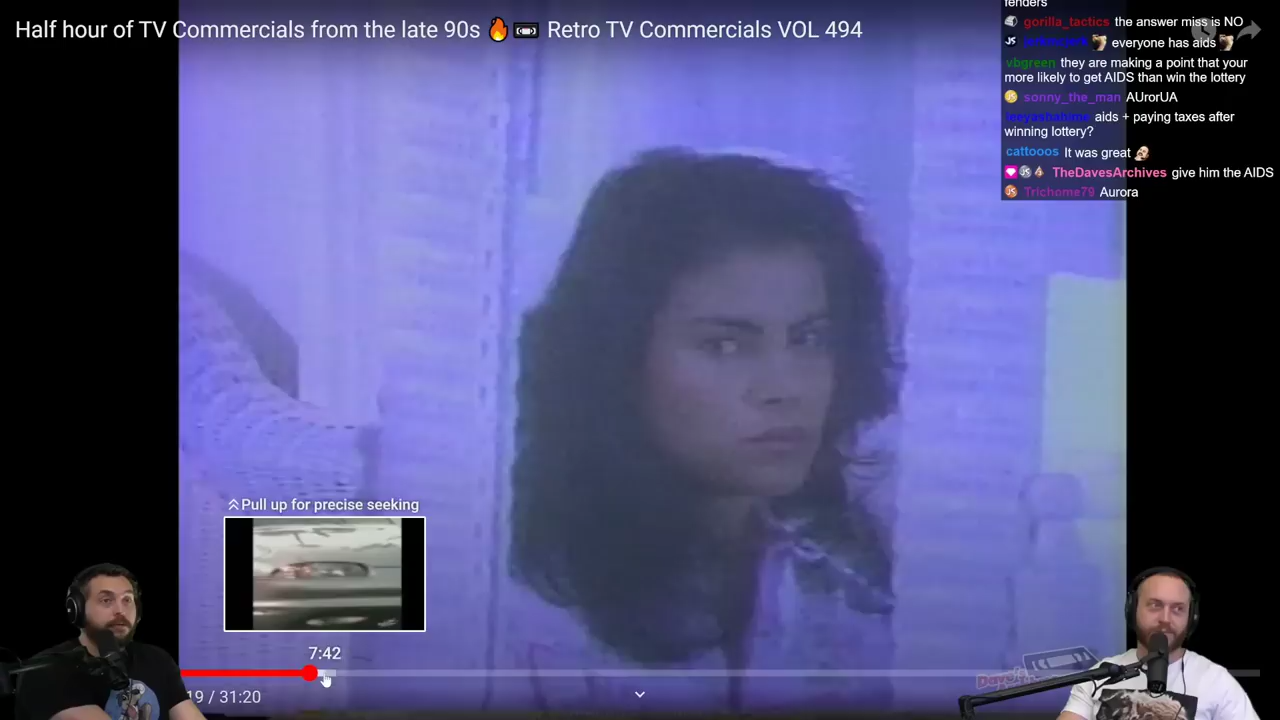 Half hour of TV Commercials from the late 90s 🔥📼 Retro TV Commercials VOL 494
fenders
gorilla_tactics the answer miss is NO
everyone has aids
vbgreen they are making a point that your
more likely to get AIDS than win the lottery
sonny_the_man AUrorUA
aids + paying taxes after
winning lottery?
cattooos It was great
TheDavesArchives give him the AIDS
Trichome79 Aurora
Pull up for precise seeking
7:42
19 / 31:20
Dave's